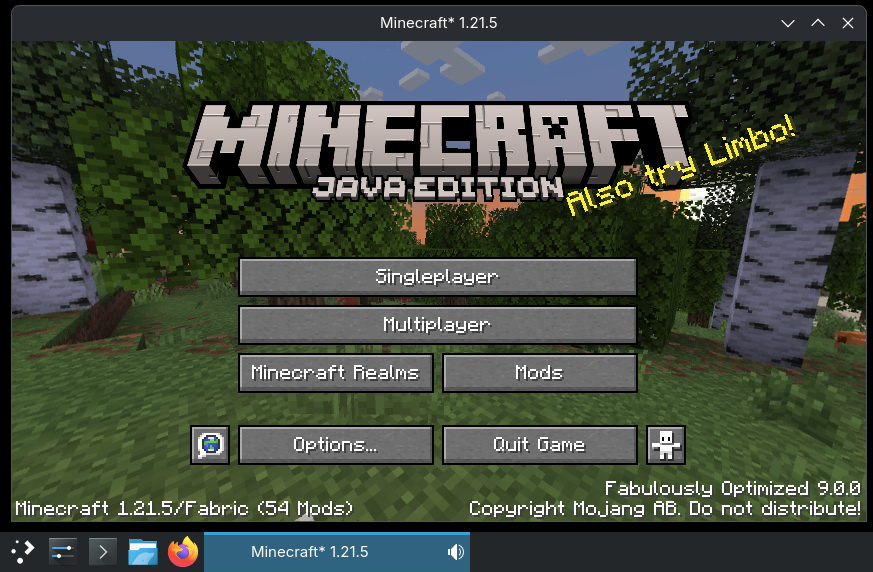 Minecraft* 1.21.5
MINECRAFT
JAVA EDITION
Also try Limbo!
Singleplayer
Multiplayer
Minecraft Realms
Mods
Options...
Quit Game
Fabulously Optimized 9.0.0
Minecraft 1.21.5/Fabric (54 Mods)
Copyright Mojang AB. Do not distribute!
Minecraft* 1.21.5